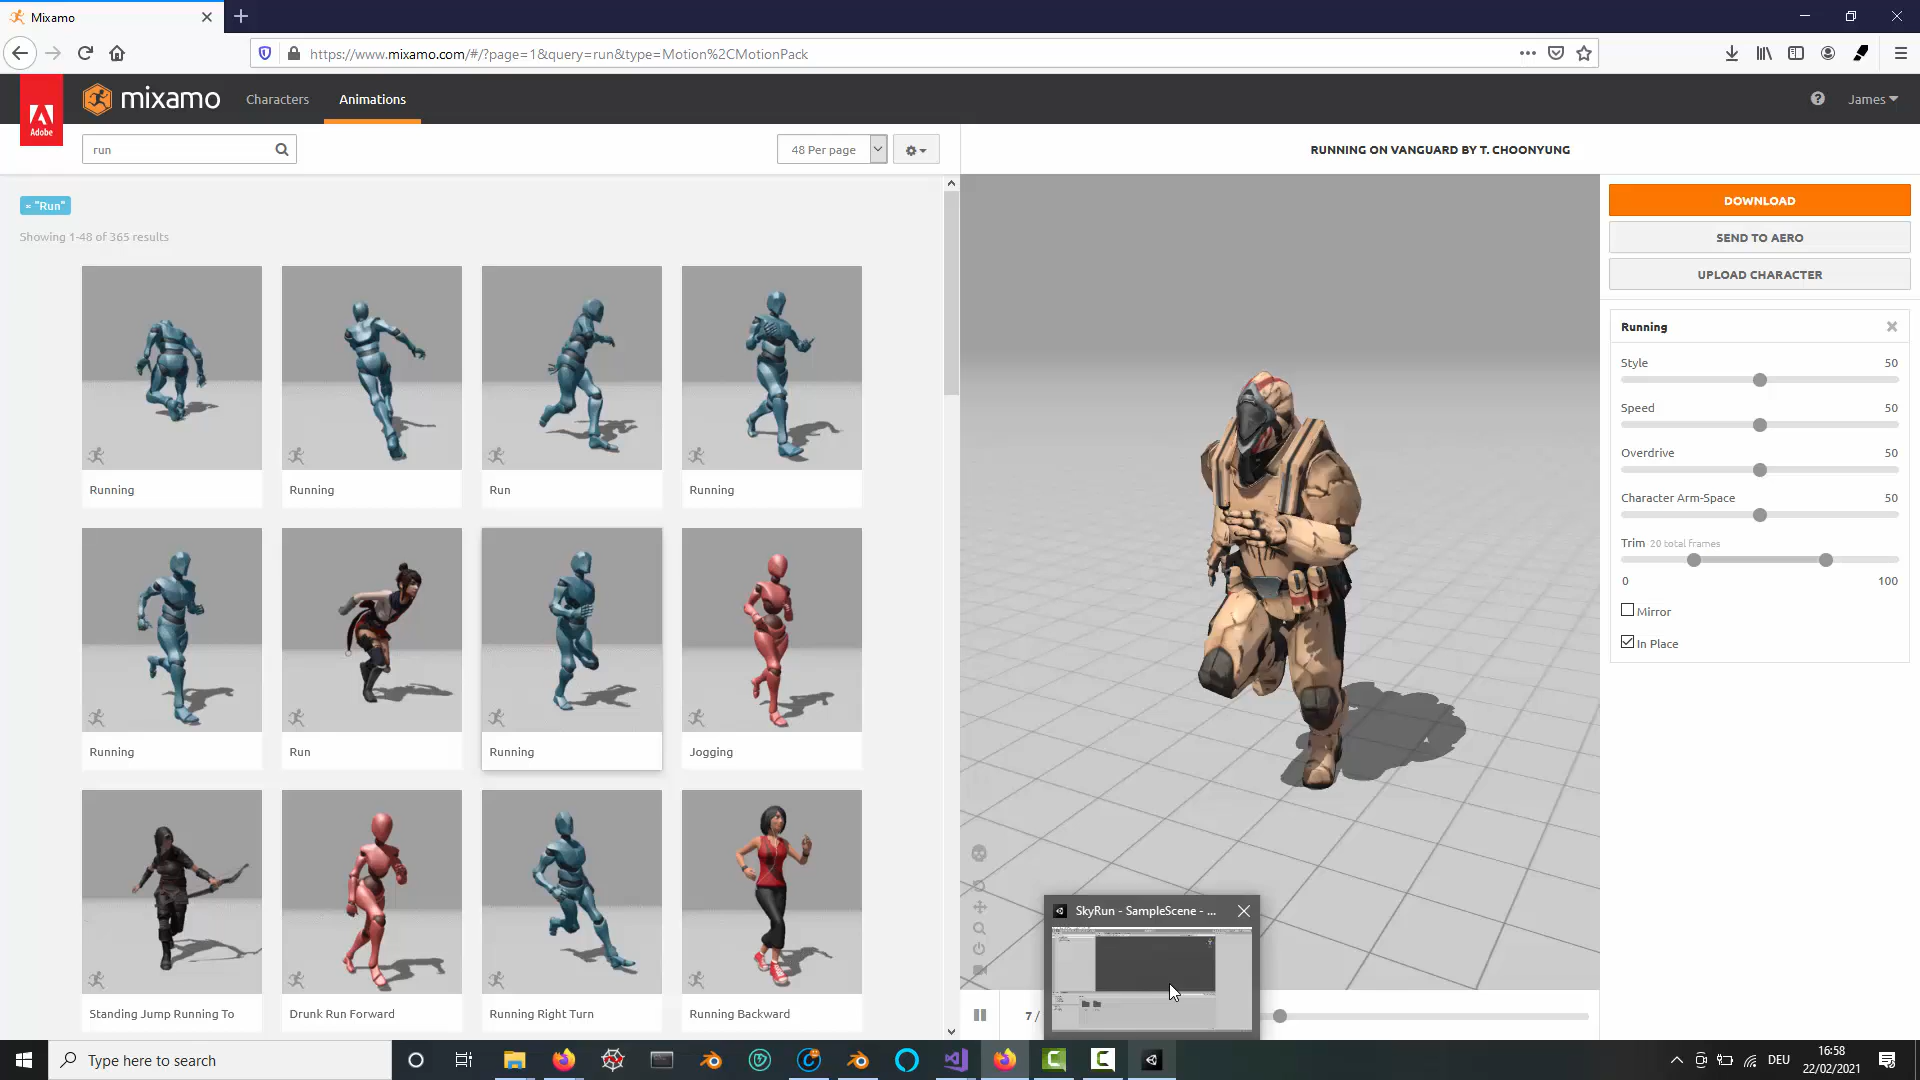 Mixamo
https://www.mixamo.com/#/?page=1&query=run&type=Motion%2CMotionPack
Adobe
mixamo
Characters
Animations
James
run
48 Per page
RUNNING ON VANGUARD BY T. CHOONYUNG
× "Run"
Showing 1-48 of 365 results
DOWNLOAD
SEND TO AERO
UPLOAD CHARACTER
Running
Style 50
Speed 50
Overdrive 50
Character Arm-Space 50
Trim 20 total frames
0 100
Mirror
In Place
Running
Running
Run
Running
Running
Run
Running
Jogging
Standing Jump Running To
Drunk Run Forward
Running Right Turn
Running Backward
SkyRun - SampleScene - ...
7 /
Type here to search
DEU
16:58
22/02/2021